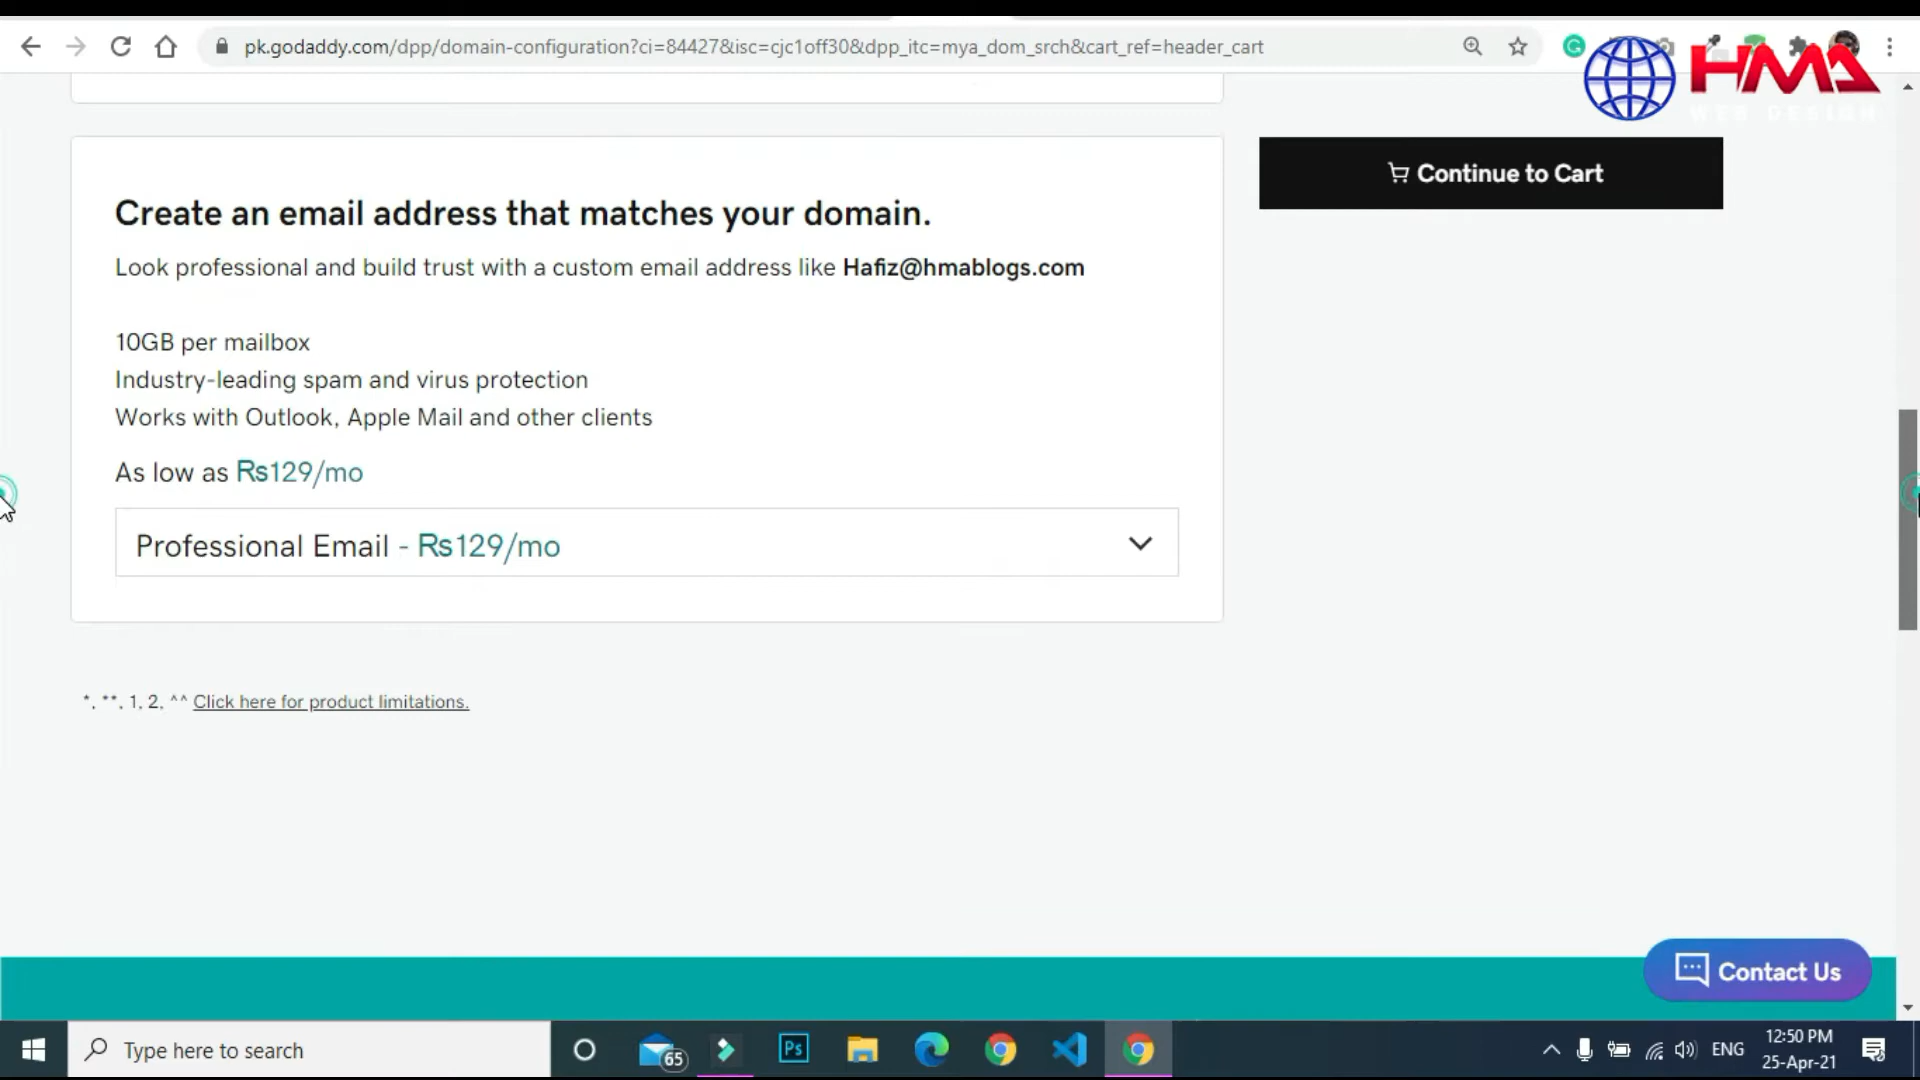 pk.godaddy.com/dpp/domain-configuration?ci=84427&isc=cjc1off30&dpp_itc=mya_dom_srch&cart_ref=header_cart
HMA
WEB DESIGN
Continue to Cart
Create an email address that matches your domain.
Look professional and build trust with a custom email address like Hafiz@hmablogs.com
10GB per mailbox
Industry-leading spam and virus protection
Works with Outlook, Apple Mail and other clients
As low as Rs129/mo
Professional Email - Rs129/mo
*, **, 1, 2, ^^ Click here for product limitations.
Contact Us
Type here to search
65
Ps
ENG
12:50 PM
25-Apr-21